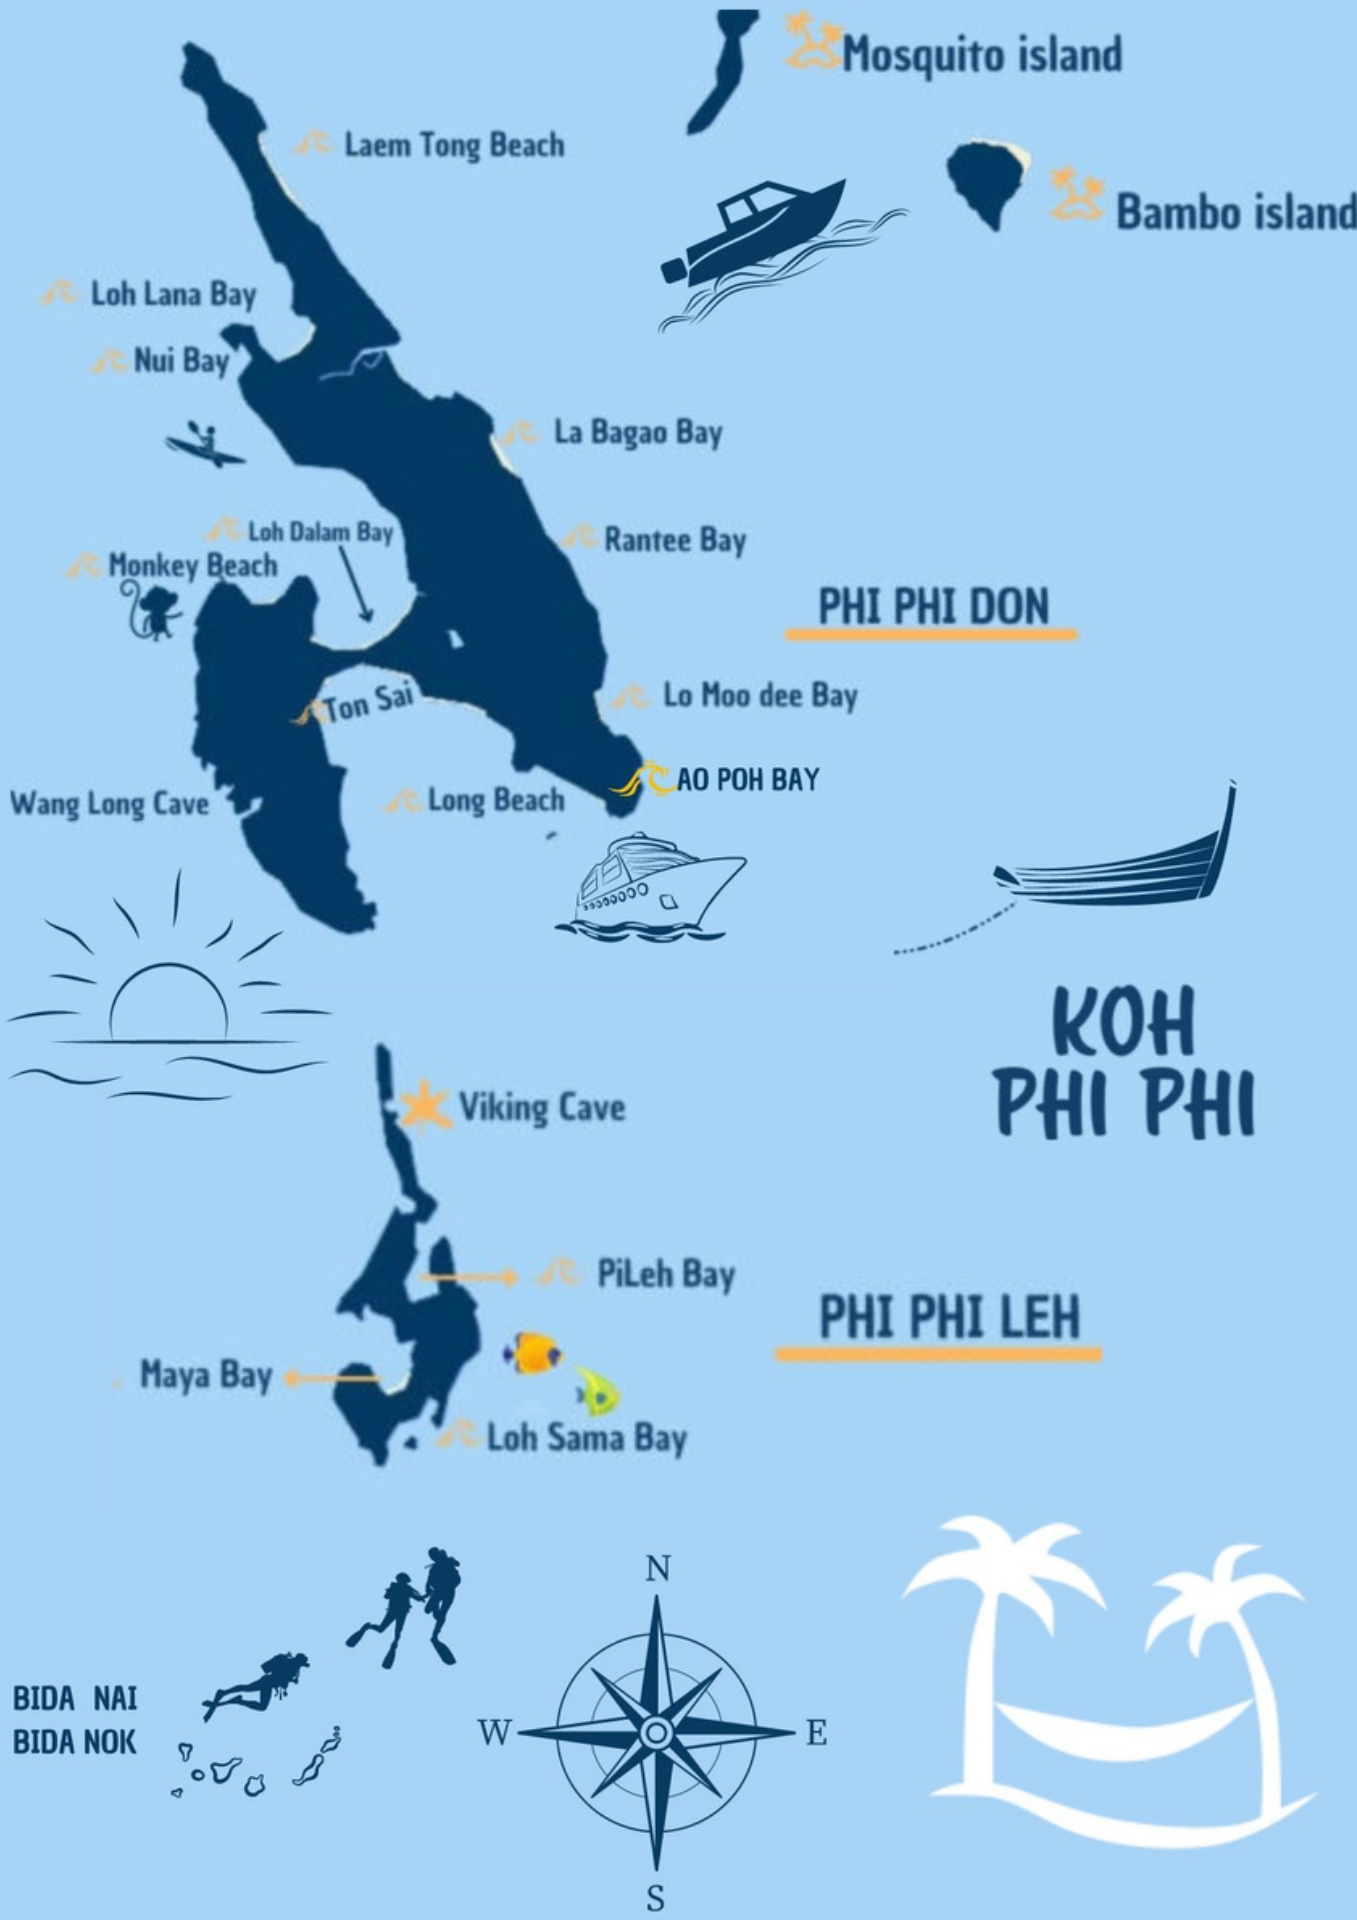 Mosquito island
Laem Tong Beach
Bambo island
Loh Lana Bay
Nui Bay
La Bagao Bay
Loh Dalam Bay
Rantee Bay
Monkey Beach
PHI PHI DON
Ton Sai
Lo Moo dee Bay
AO POH BAY
Wang Long Cave
Long Beach
KOH
PHI PHI
Viking Cave
PiLeh Bay
PHI PHI LEH
Maya Bay
Loh Sama Bay
BIDA NAI
BIDA NOK
N
W
E
S